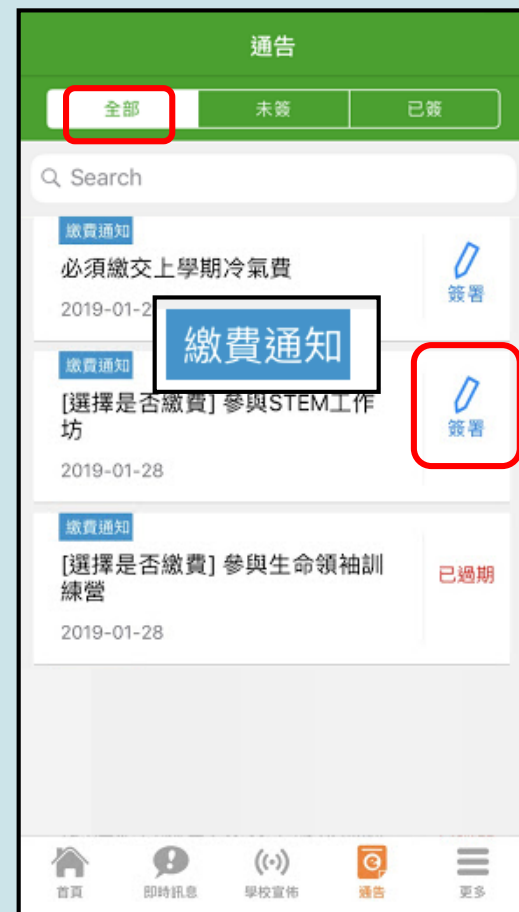 通告
全部 未簽 已簽
Search
繳費通知
必須繳交上學期冷氣費
簽署
2019-01-2
繳費通知
繳費通知
[選擇是否繳費] 參與STEM工作
坊
簽署
2019-01-28
繳費通知
[選擇是否繳費] 參與生命領袖訓
練營
已過期
2019-01-28
首頁 即時訊息 學校宣佈 通告 更多